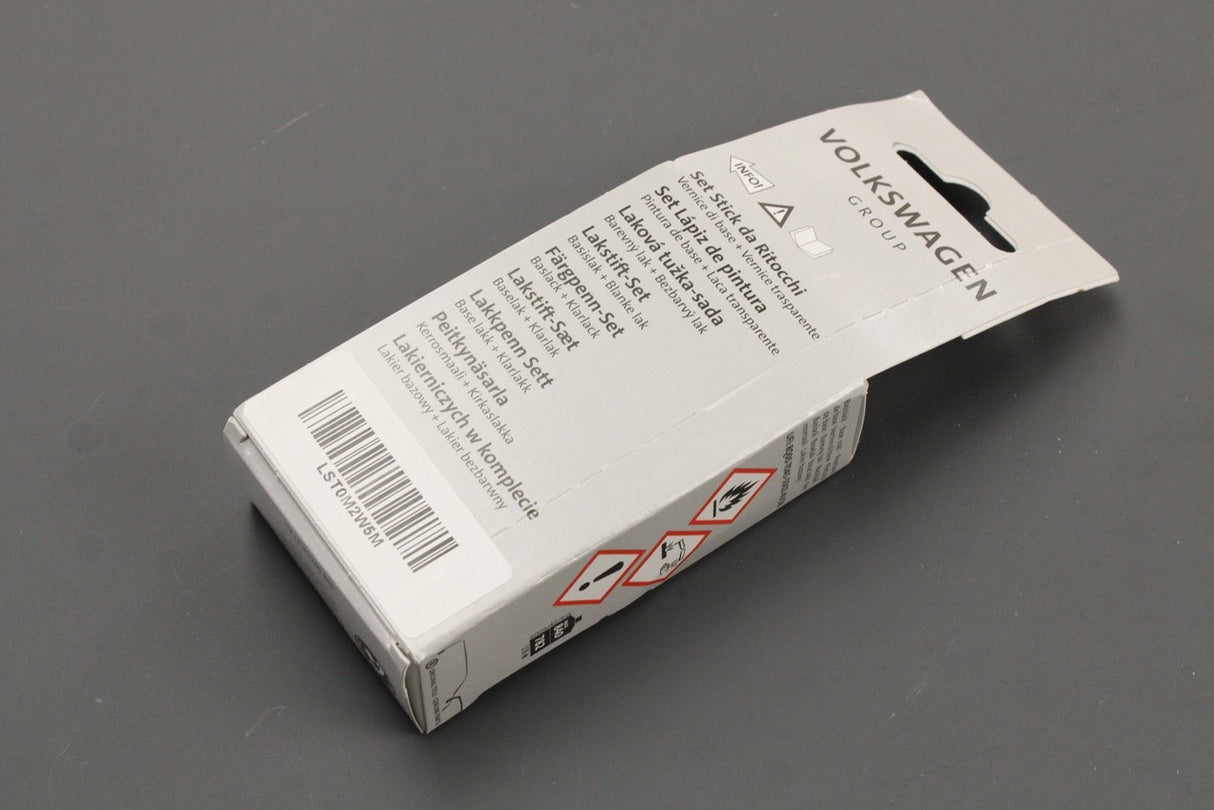 VOLKSWAGEN
GROUP
INFO!
Set Stick da Ritocchi
Vernice di base + Vernice trasparente
Set Lápiz de pintura
Pintura de base + Laca transparente
Laková tužka-sada
Barevný lak + Bezbarvý lak
Lakstift-Set
Basislak + Blanke lak
Färgpenn-Set
Baslack + Klarlack
Lakstift-Sæt
Baselak + Klarlak
Lakkpenn Sett
Base lakk + Klarlakk
Peitkynäsarla
Kerrosmaali + Kirkaslakka
Lakierniczych w komplecie
Lakier bazowy + Lakier bezbarwny
LST0M2W5M